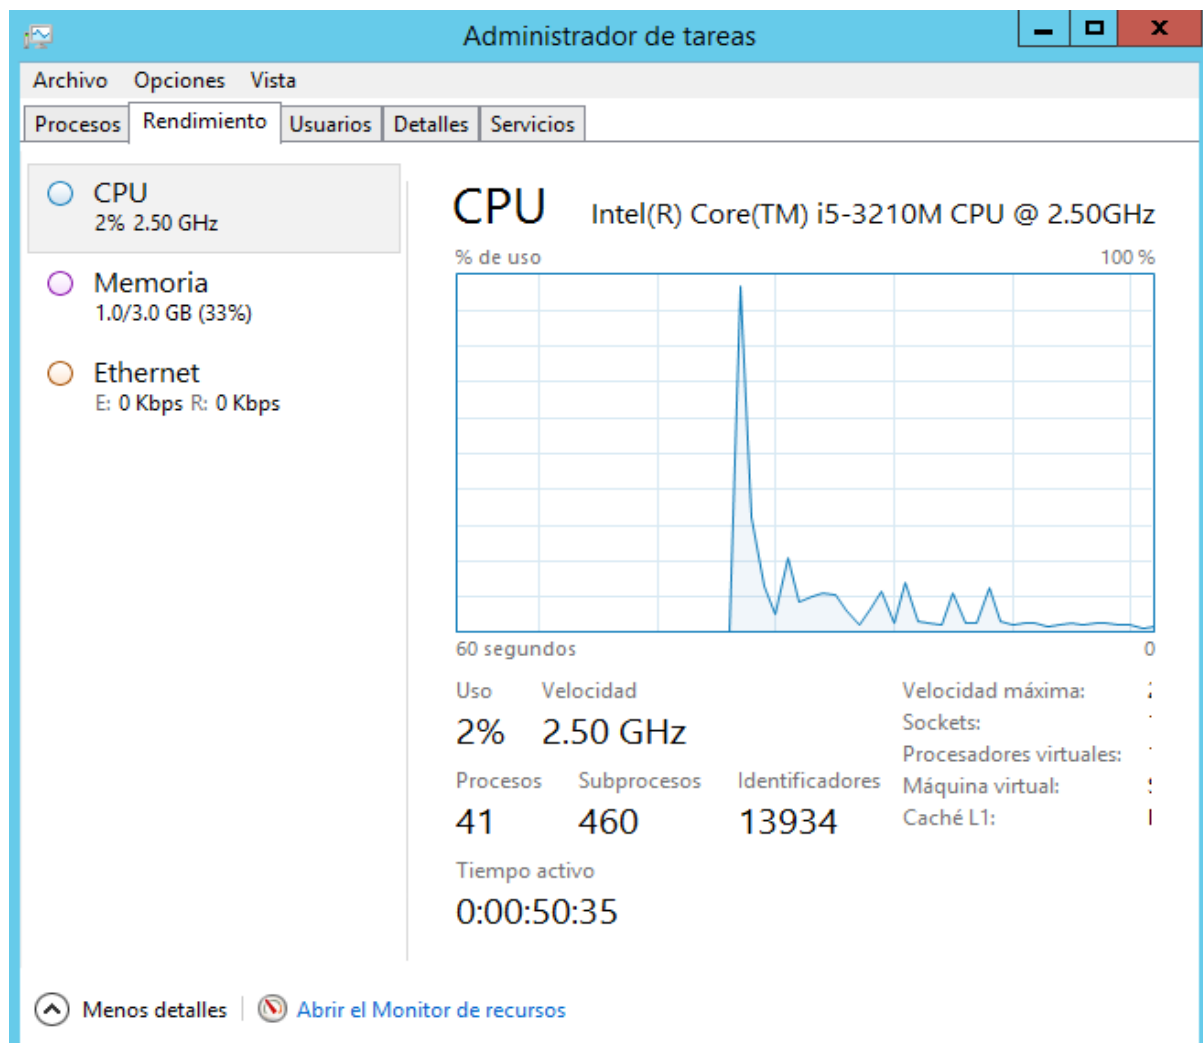 Administrador de tareas
Archivo Opciones Vista
Procesos Rendimiento Usuarios Detalles Servicios
CPU
2% 2.50 GHz
Memoria
1.0/3.0 GB (33%)
Ethernet
E: 0 Kbps R: 0 Kbps
CPU Intel(R) Core(TM) i5-3210M CPU @ 2.50GHz
% de uso 100 %
60 segundos 0
Uso Velocidad
2% 2.50 GHz
Procesos Subprocesos Identificadores
41 460 13934
Tiempo activo
0:00:50:35
Velocidad máxima:
Sockets:
Procesadores virtuales:
Máquina virtual:
Caché L1:
Menos detalles Abrir el Monitor de recursos